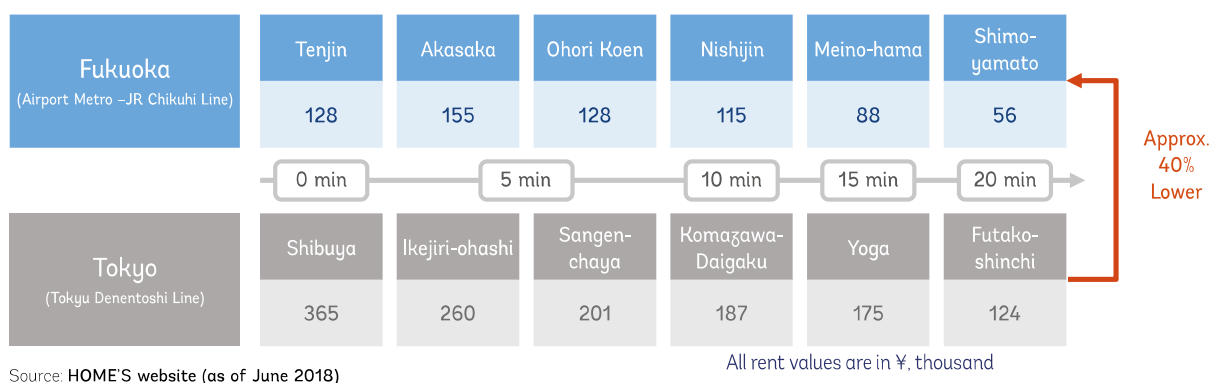 Fukuoka
(Airport Metro –JR Chikuhi Line)
Tenjin
Akasaka
Ohori Koen
Nishijin
Meino-hama
Shimo-
yamato
128
155
128
115
88
56
0 min
5 min
10 min
15 min
20 min
Approx.
40%
Lower
Tokyo
(Tokyu Denentoshi Line)
Shibuya
Ikejiri-ohashi
Sangen-
chaya
Komazawa-
Daigaku
Yoga
Futako-
shinchi
365
260
201
187
175
124
All rent values are in ¥, thousand
Source: HOME'S website (as of June 2018)